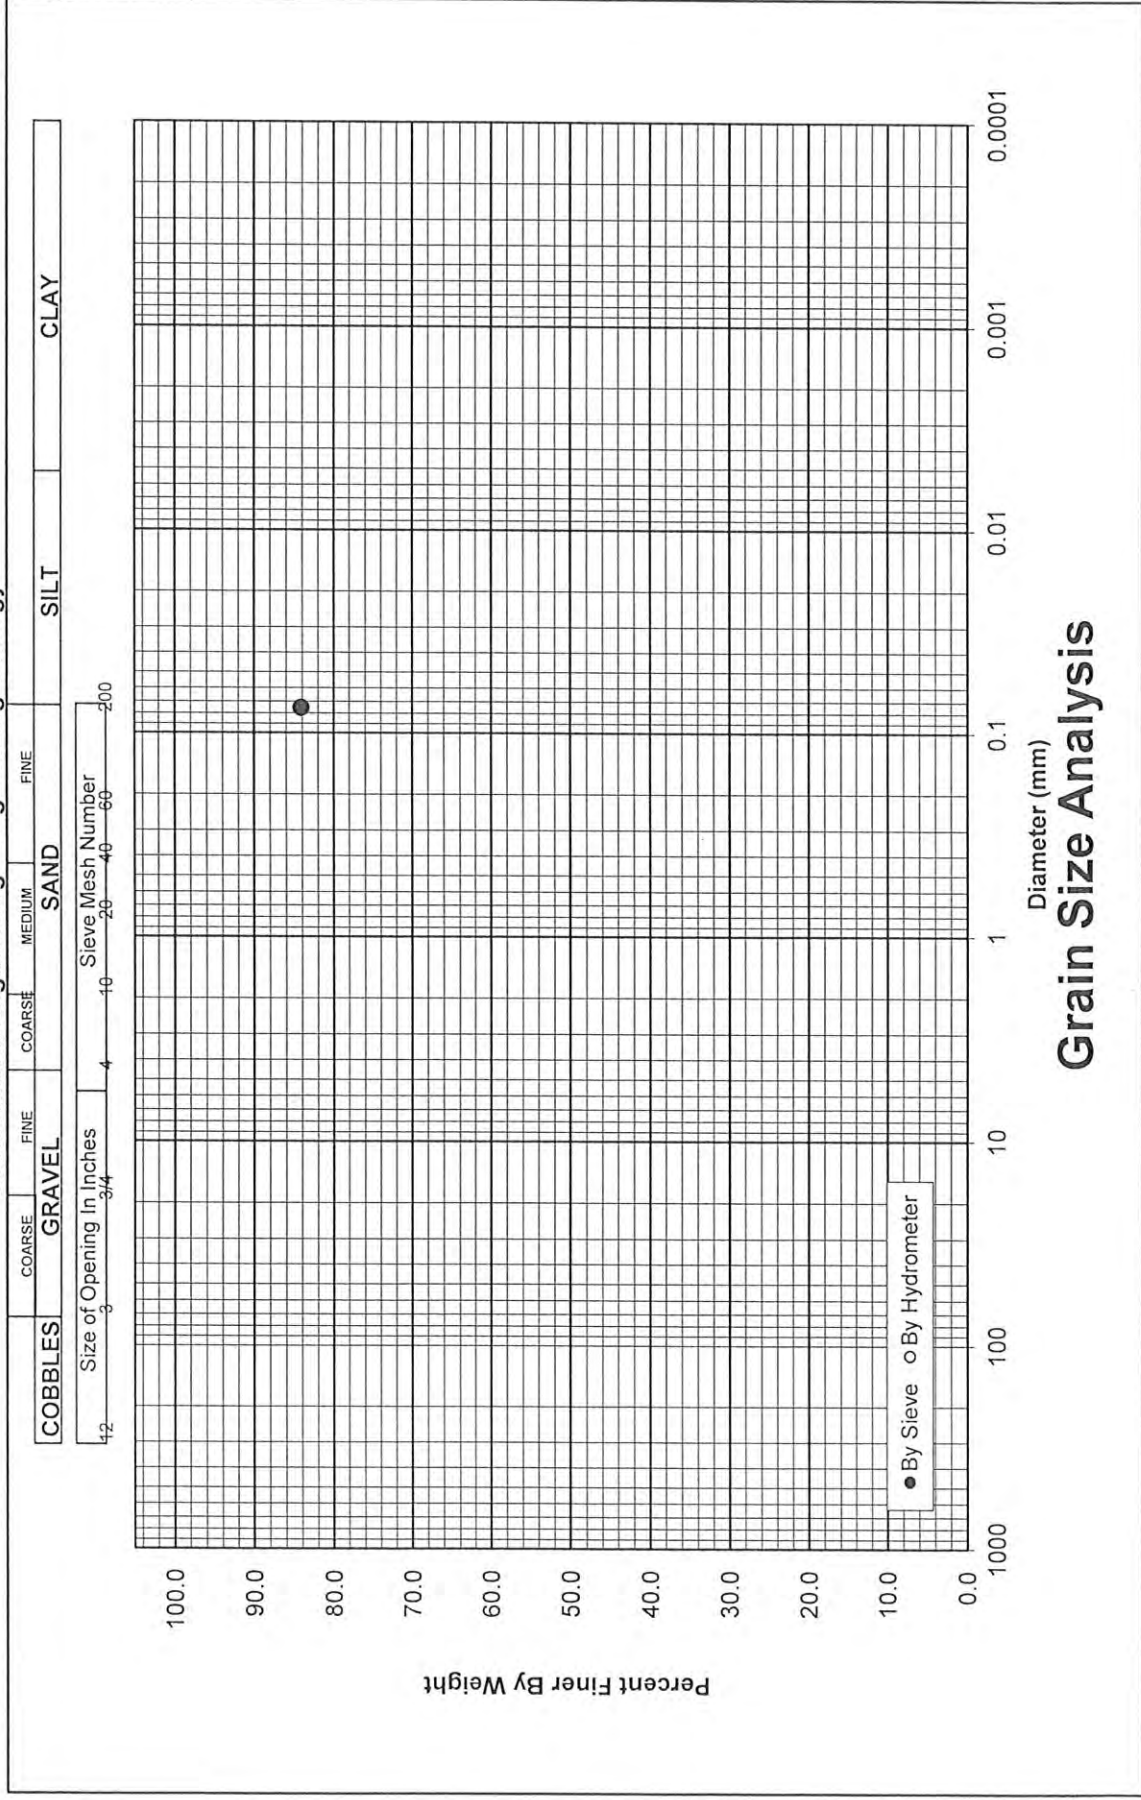 COARSE FINE COARSE MEDIUM FINE
COBBLES GRAVEL SAND SILT CLAY
Size of Opening In Inches Sieve Mesh Number
12 3 3/4 4 10 20 40 60 200
100.0
90.0
80.0
70.0
60.0
50.0
40.0
30.0
20.0
10.0
0.0
Percent Finer By Weight
By Sieve By Hydrometer
1000 100 10 1 0.1 0.01 0.001 0.0001
Diameter (mm)
Grain Size Analysis